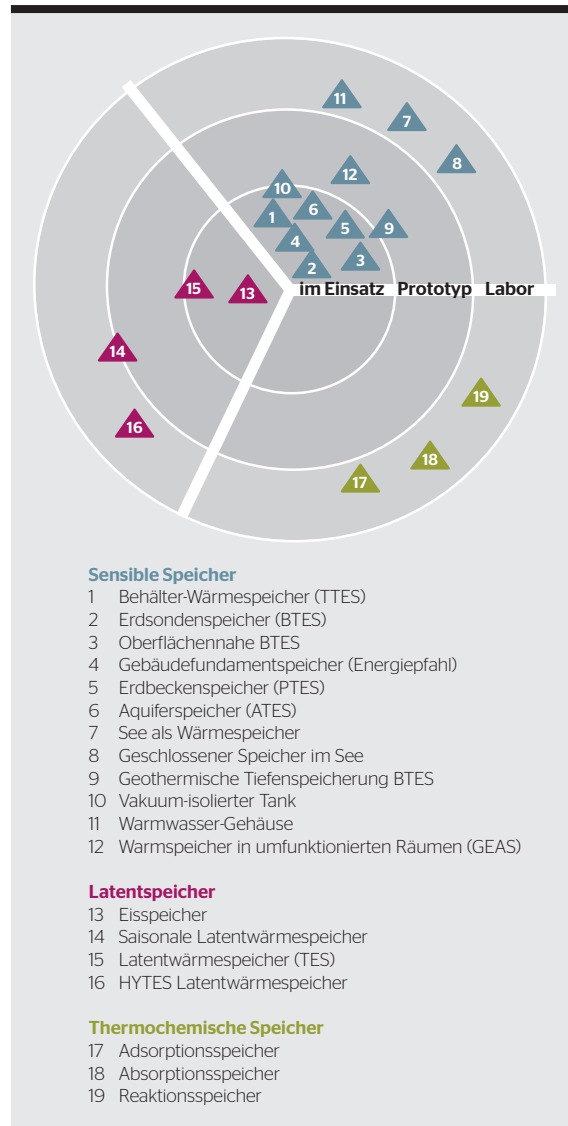 11
7
8
12
10
6
1
5
9
4
3
2
im Einsatz Prototyp Labor
15
13
14
19
16
18
17
Sensible Speicher
1 Behälter-Wärmespeicher (TTES)
2 Erdsondenspeicher (BTES)
3 Oberflächennahe BTES
4 Gebäudefundamentspeicher (Energiepfahl)
5 Erdbeckenspeicher (PTES)
6 Aquiferspeicher (ATES)
7 See als Wärmespeicher
8 Geschlossener Speicher im See
9 Geothermische Tiefenspeicherung BTES
10 Vakuum-isolierter Tank
11 Warmwasser-Gehäuse
12 Warmspeicher in umfunktionierten Räumen (GEAS)
Latentspeicher
13 Eisspeicher
14 Saisonale Latentwärmespeicher
15 Latentwärmespeicher (TES)
16 HYTES Latentwärmespeicher
Thermochemische Speicher
17 Adsorptionsspeicher
18 Absorptionsspeicher
19 Reaktionsspeicher